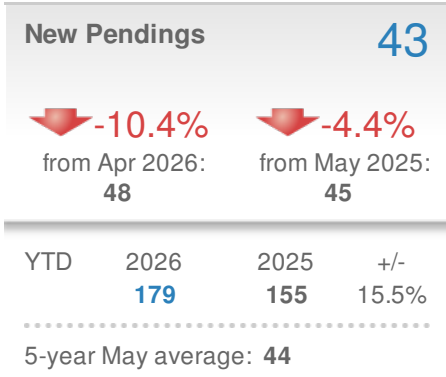 New Pendings 43
-10.4% -4.4%
from Apr 2026: from May 2025:
48 45
YTD 2026 2025 +/-
179 155 15.5%
5-year May average: 44